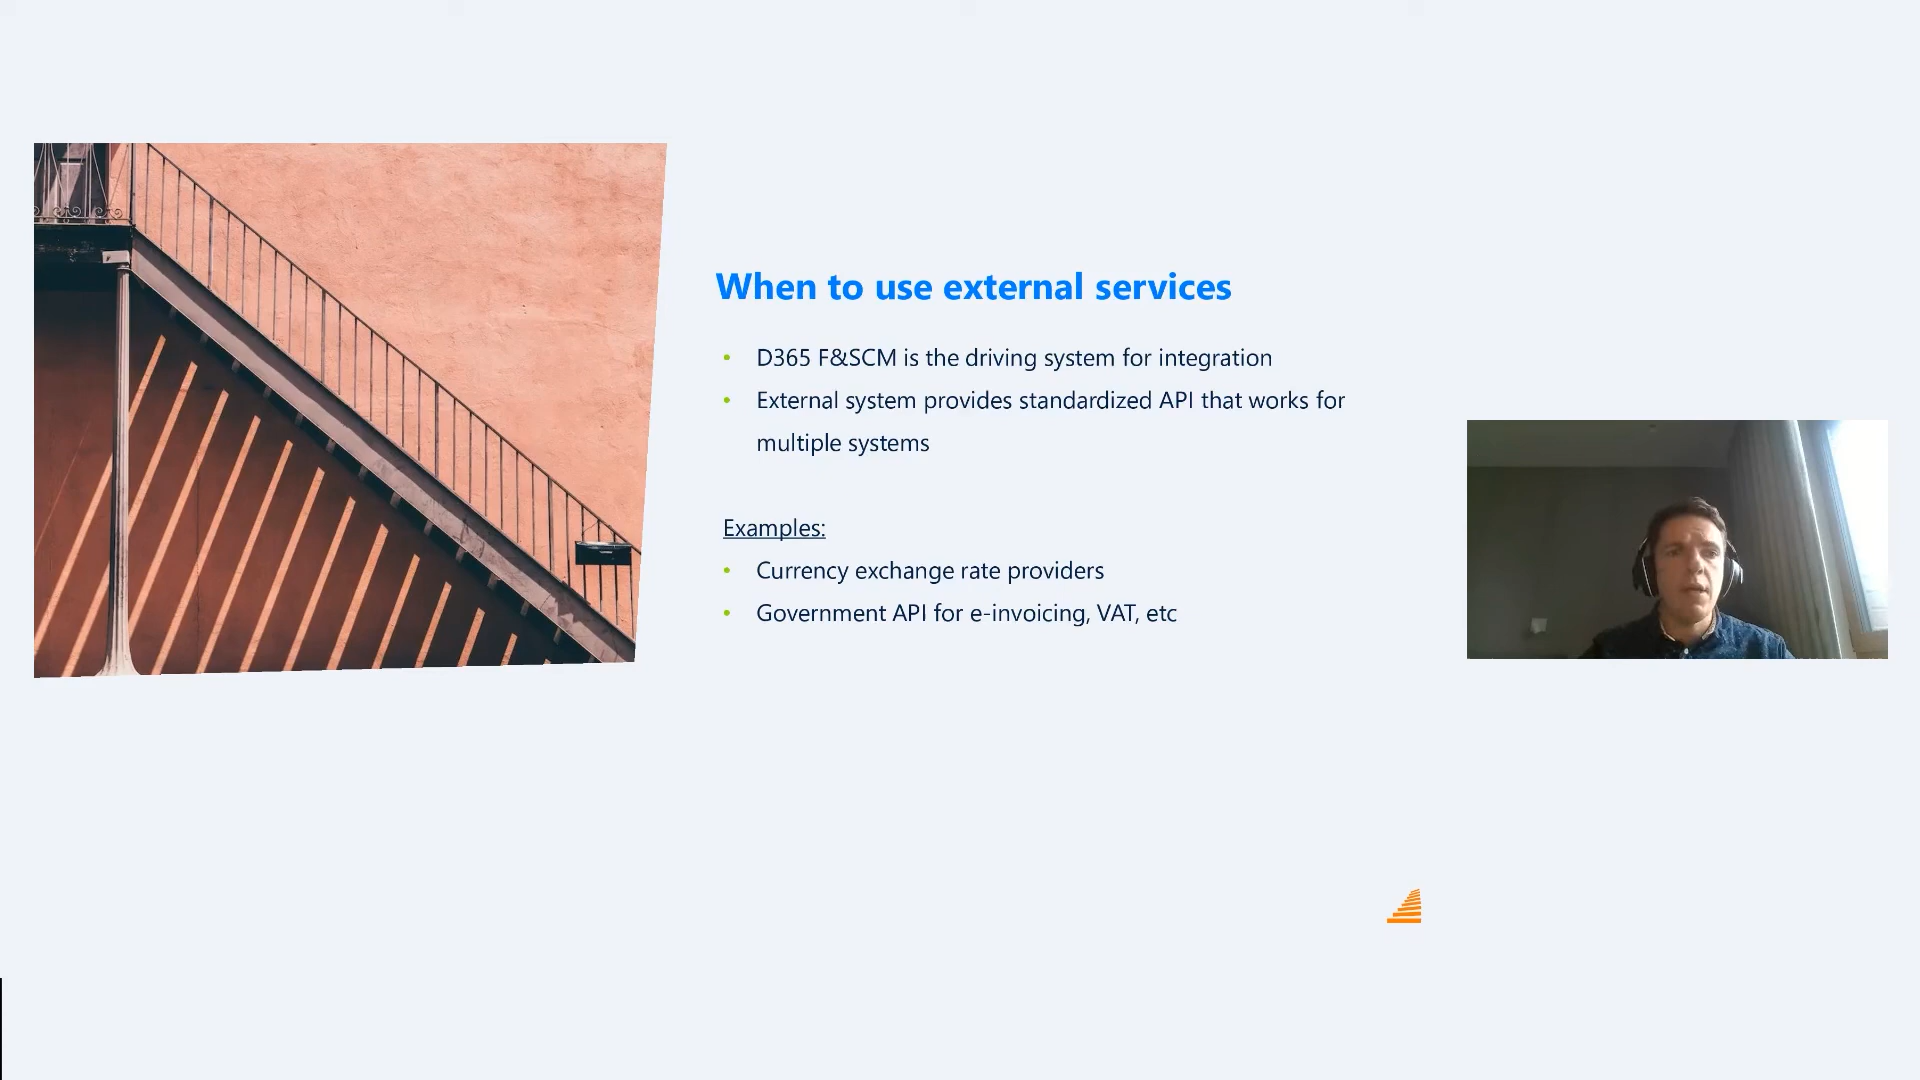 When to use external services
• D365 F&SCM is the driving system for integration
• External system provides standardized API that works for
multiple systems
Examples:
• Currency exchange rate providers
• Government API for e-invoicing, VAT, etc